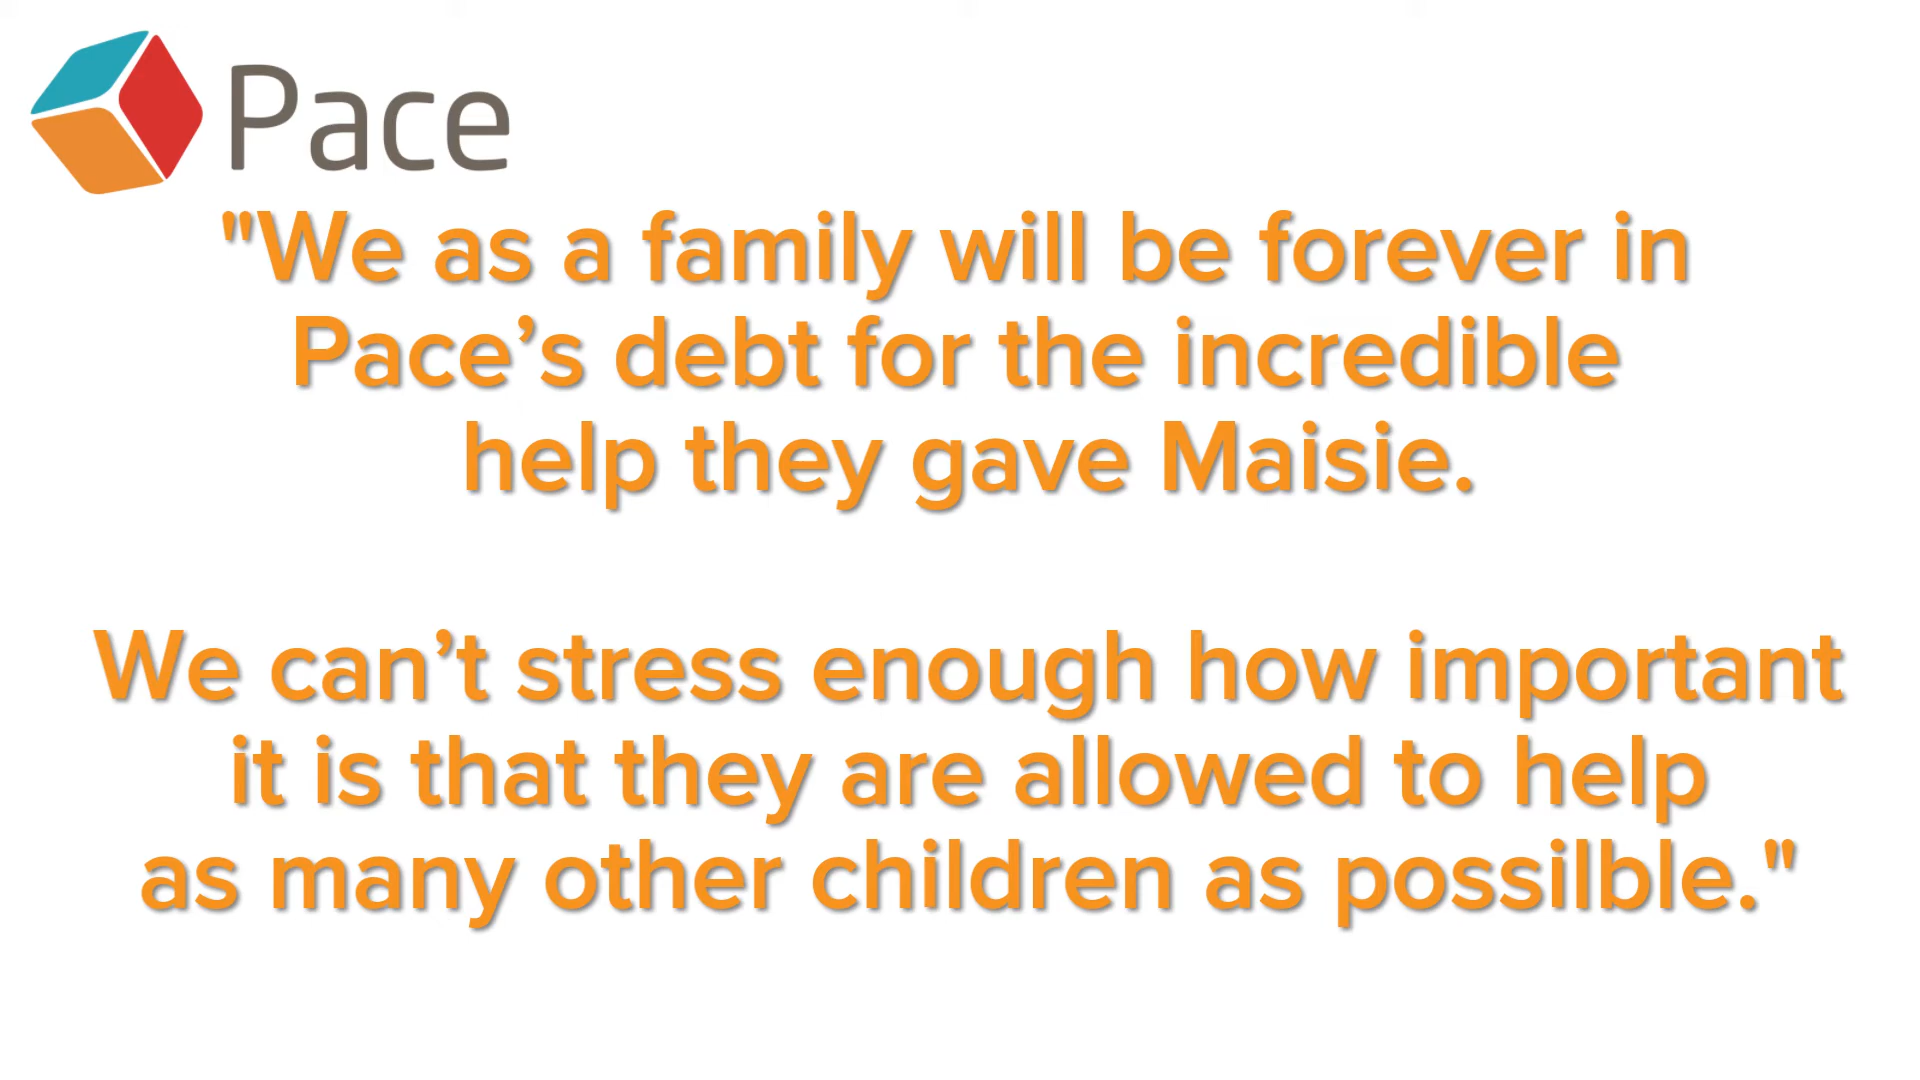 Pace
"We as a family will be forever in
Pace’s debt for the incredible
help they gave Maisie.
We can’t stress enough how important
it is that they are allowed to help
as many other children as possilble."